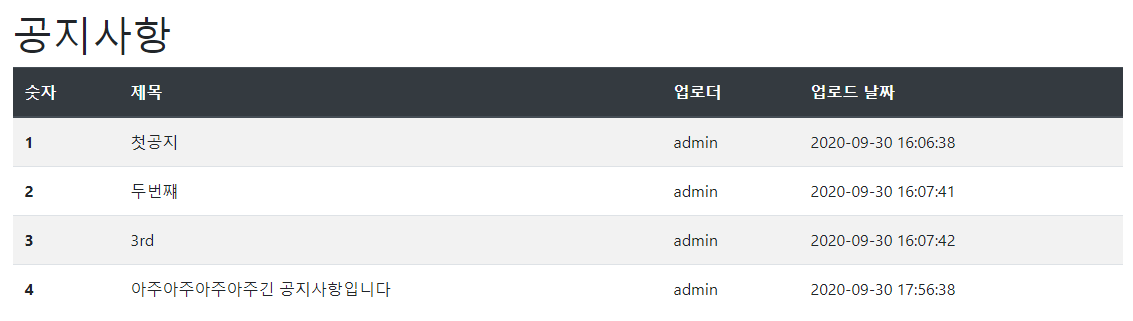 공지사항
숫자 제목 업로더 업로드 날짜
1 첫공지 admin 2020-09-30 16:06:38
2 두번쨰 admin 2020-09-30 16:07:41
3 3rd admin 2020-09-30 16:07:42
4 아주아주아주아주긴 공지사항입니다 admin 2020-09-30 17:56:38